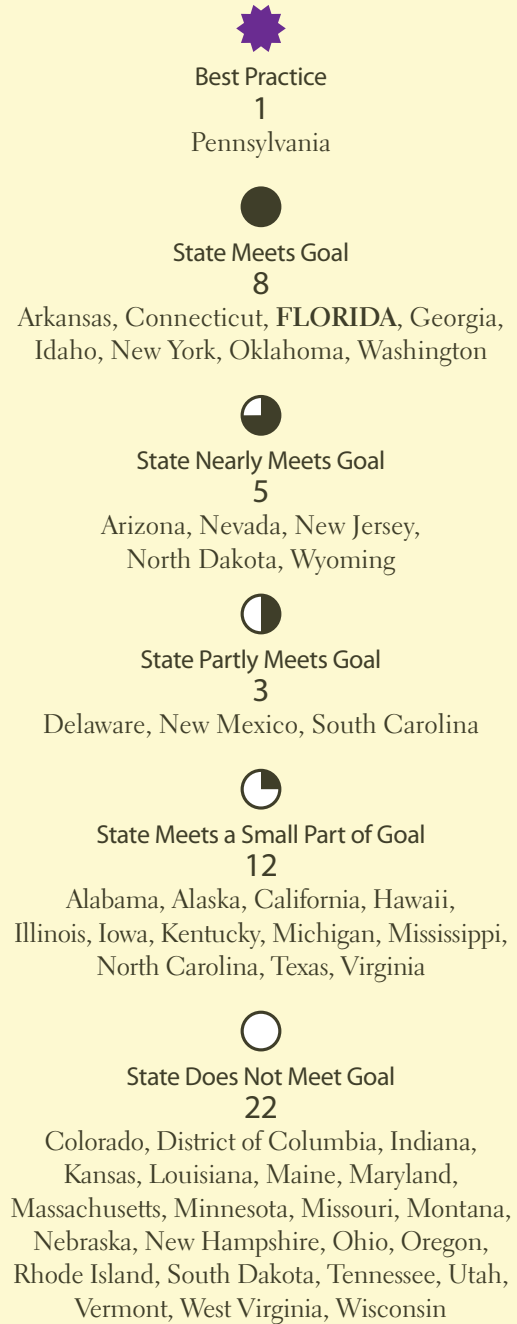 Best Practice
1
Pennsylvania
State Meets Goal
8
Arkansas, Connecticut, FLORIDA, Georgia,
Idaho, New York, Oklahoma, Washington
State Nearly Meets Goal
5
Arizona, Nevada, New Jersey,
North Dakota, Wyoming
State Partly Meets Goal
3
Delaware, New Mexico, South Carolina
State Meets a Small Part of Goal
12
Alabama, Alaska, California, Hawaii,
Illinois, Iowa, Kentucky, Michigan, Mississippi,
North Carolina, Texas, Virginia
State Does Not Meet Goal
22
Colorado, District of Columbia, Indiana,
Kansas, Louisiana, Maine, Maryland,
Massachusetts, Minnesota, Missouri, Montana,
Nebraska, New Hampshire, Ohio, Oregon,
Rhode Island, South Dakota, Tennessee, Utah,
Vermont, West Virginia, Wisconsin